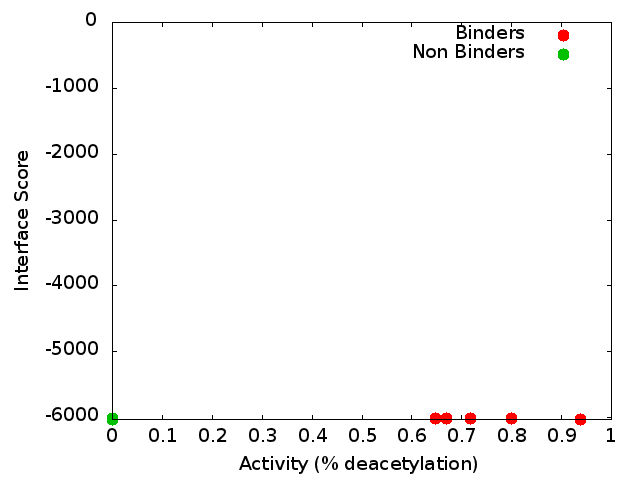 0
-1000
-2000
-3000
-4000
-5000
-6000
Interface Score
Binders
Non Binders
0 0.1 0.2 0.3 0.4 0.5 0.6 0.7 0.8 0.9 1
Activity (% deacetylation)